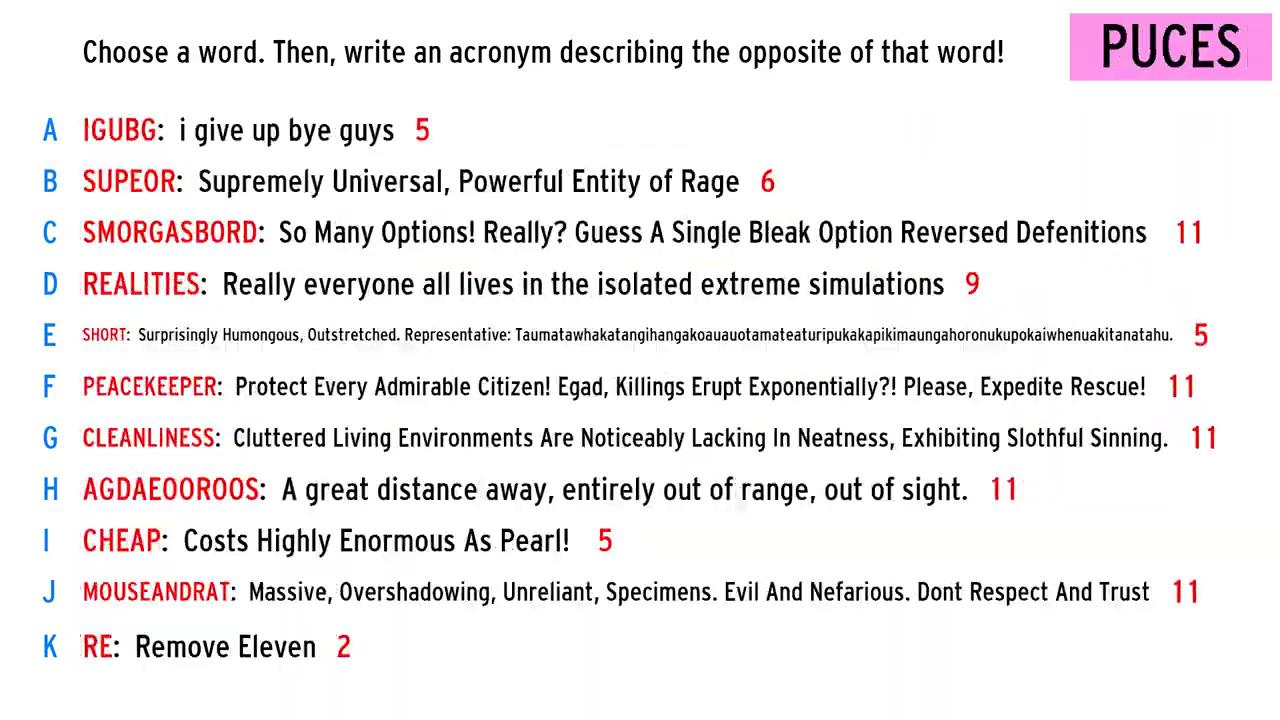 Choose a word. Then, write an acronym describing the opposite of that word!
PUCES
A IGUBG: i give up bye guys 5
B SUPEOR: Supremely Universal, Powerful Entity of Rage 6
C SMORGASBORD: So Many Options! Really? Guess A Single Bleak Option Reversed Defenitions 11
D REALITIES: Really everyone all lives in the isolated extreme simulations 9
E SHORT: Surprisingly Humongous, Outstretched. Representative: Taumatawhakatangihangakoauauotamateaturipukakapikimaungahoronukupokaiwhenuakitanatahu. 5
F PEACEKEEPER: Protect Every Admirable Citizen! Egad, Killings Erupt Exponentially?! Please, Expedite Rescue! 11
G CLEANLINESS: Cluttered Living Environments Are Noticeably Lacking In Neatness, Exhibiting Slothful Sinning. 11
H AGDAEOOROOS: A great distance away, entirely out of range, out of sight. 11
I CHEAP: Costs Highly Enormous As Pearl! 5
J MOUSEANDRAT: Massive, Overshadowing, Unreliant, Specimens. Evil And Nefarious. Dont Respect And Trust 11
K RE: Remove Eleven 2